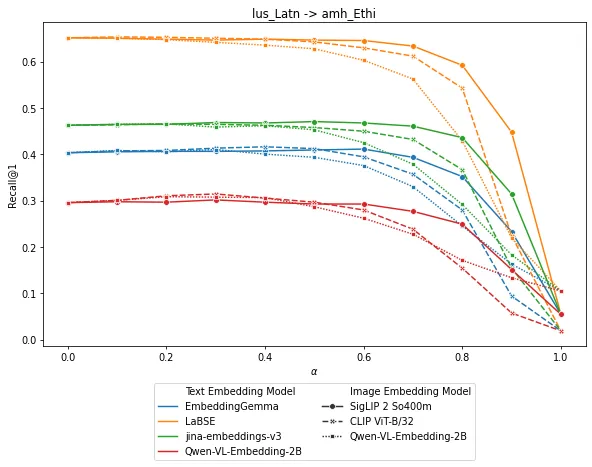 lus_Latn -> amh_Ethi
Recall@1
0.6
0.5
0.4
0.3
0.2
0.1
0.0
0.0 0.2 0.4 0.6 0.8 1.0
α
Text Embedding Model Image Embedding Model
EmbeddingGemma SigLIP 2 So400m
LaBSE CLIP ViT-B/32
jina-embeddings-v3 Qwen-VL-Embedding-2B
Qwen-VL-Embedding-2B